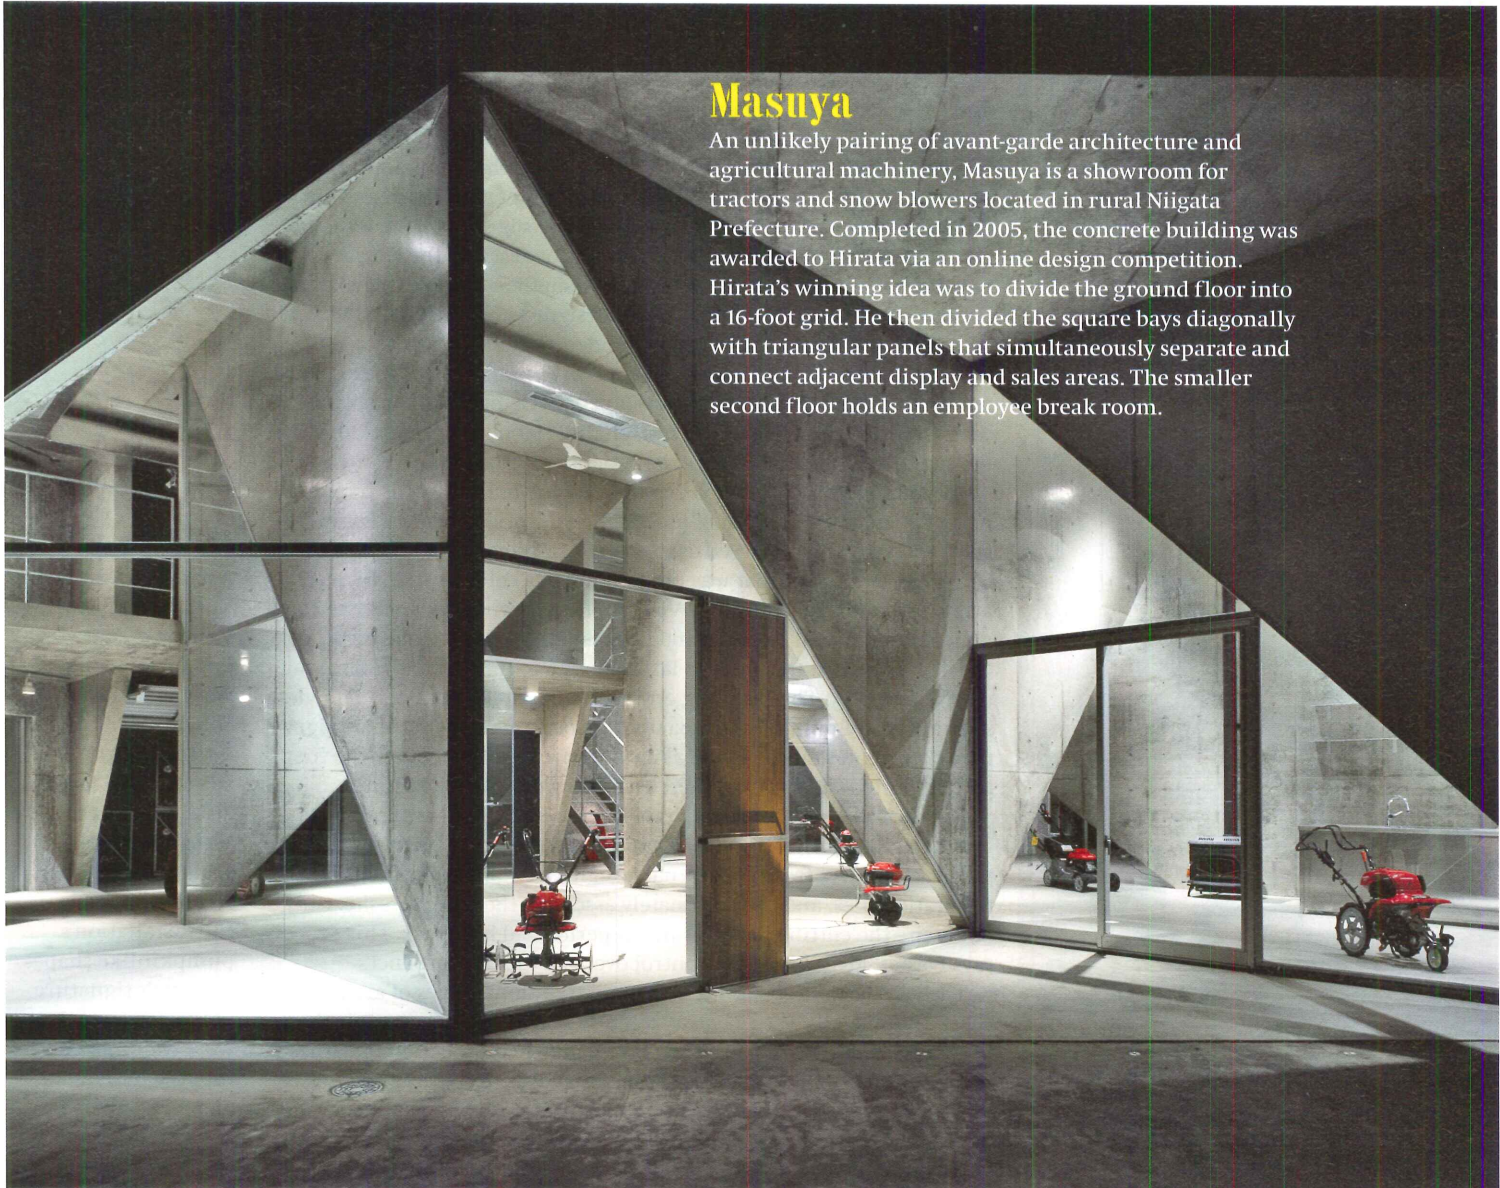 Masuya
An unlikely pairing of avant-garde architecture and
agricultural machinery, Masuya is a showroom for
tractors and snow blowers located in rural Niigata
Prefecture. Completed in 2005, the concrete building was
awarded to Hirata via an online design competition.
Hirata’s winning idea was to divide the ground floor into
a 16-foot grid. He then divided the square bays diagonally
with triangular panels that simultaneously separate and
connect adjacent display and sales areas. The smaller
second floor holds an employee break room.